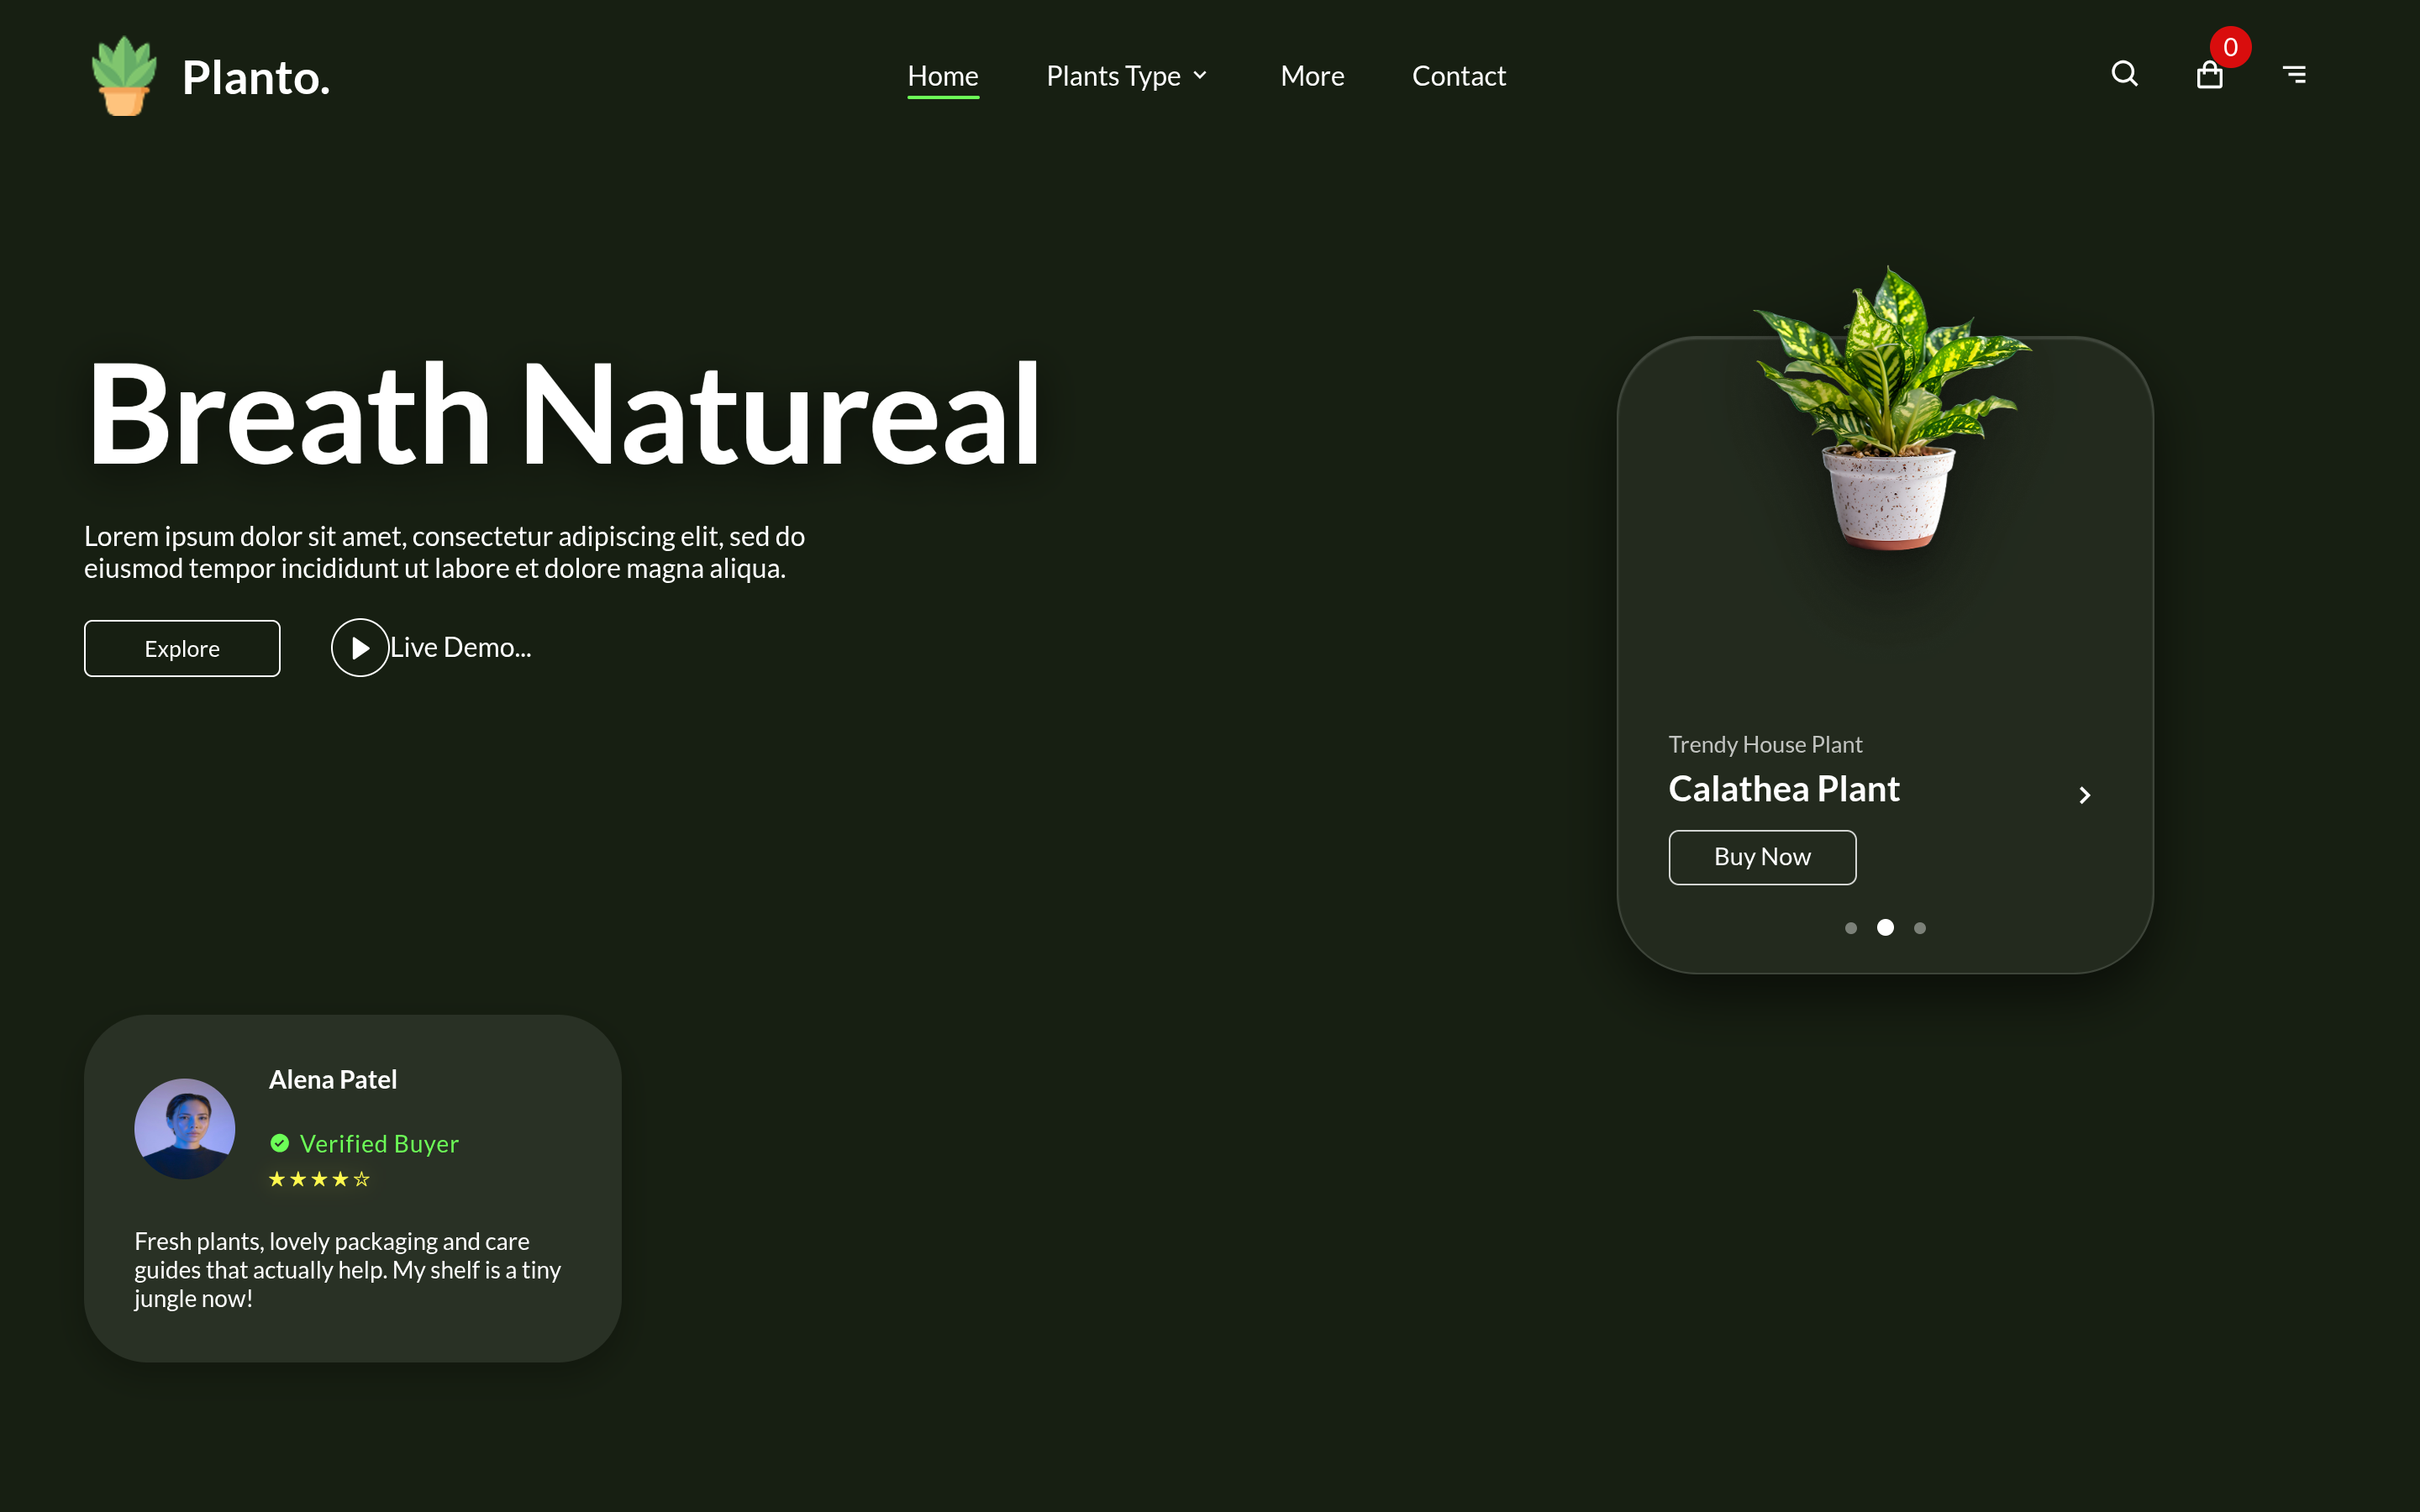 Planto.
Home
Plants Type
More
Contact
0
Breath Natureal
Lorem ipsum dolor sit amet, consectetur adipiscing elit, sed do
eiusmod tempor incididunt ut labore et dolore magna aliqua.
Explore
Live Demo...
Trendy House Plant
Calathea Plant
Buy Now
Alena Patel
Verified Buyer
★★★★☆
Fresh plants, lovely packaging and care
guides that actually help. My shelf is a tiny
jungle now!